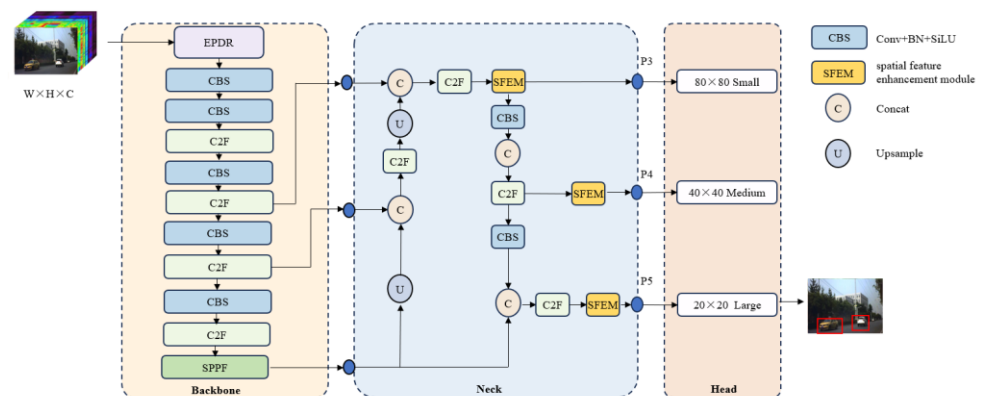 W×H×C
EPDR
CBS
CBS
C2F
CBS
C2F
CBS
C2F
CBS
C2F
SPPF
Backbone
C
C2F
SFEM
U
CBS
C2F
C
C
C2F
SFEM
CBS
U
C
C2F
SFEM
Neck
P3
80×80 Small
P4
40×40 Medium
P5
20×20 Large
Head
CBS
Conv+BN+SiLU
SFEM
spatial feature
enhancement module
C
Concat
U
Upsample